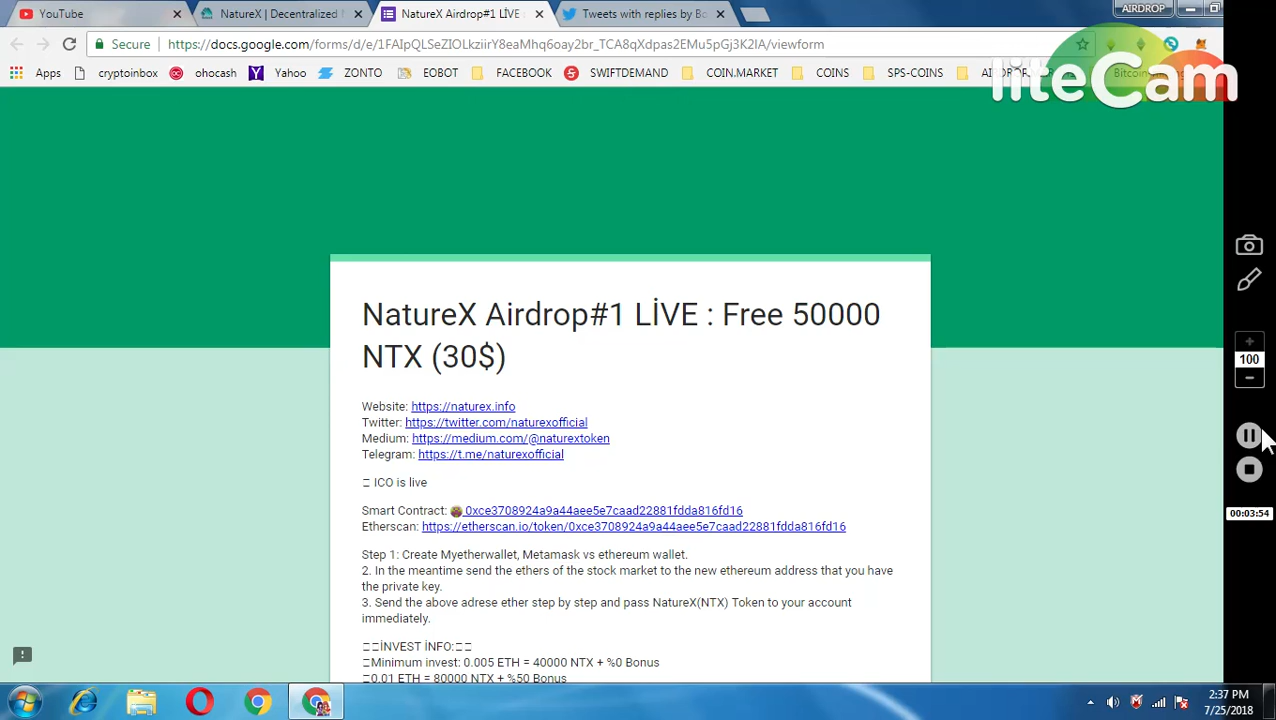 YouTube
NatureX | Decentralized
NatureX Airdrop#1 LİVE
Tweets with replies by Bo
AIRDROP
Secure
https://docs.google.com/forms/d/e/1FAIpQLSeZIOLkziirY8eaMhq6oay2br_TCA8qXdpas2EMu5pGj3K2IA/viewform
Apps
cryptoinbox
ohocash
Yahoo
ZONTO
EOBOT
FACEBOOK
SWIFTDEMAND
COIN.MARKET
COINS
SPS-COINS
liteCam
NatureX Airdrop#1 LİVE : Free 50000
NTX (30$)
Website: https://naturex.info
Twitter: https://twitter.com/naturexofficial
Medium: https://medium.com/@naturextoken
Telegram: https://t.me/naturexofficial
ICO is live
Smart Contract: 0xce3708924a9a44aee5e7caad22881fdda816fd16
Etherscan: https://etherscan.io/token/0xce3708924a9a44aee5e7caad22881fdda816fd16
Step 1: Create Myetherwallet, Metamask vs ethereum wallet.
2. In the meantime send the ethers of the stock market to the new ethereum address that you have
the private key.
3. Send the above adrese ether step by step and pass NatureX(NTX) Token to your account
immediately.
İNVEST İNFO:
Minimum invest: 0.005 ETH = 40000 NTX + %0 Bonus
0.01 ETH = 80000 NTX + %50 Bonus
100
00:03:54
2:37 PM
7/25/2018